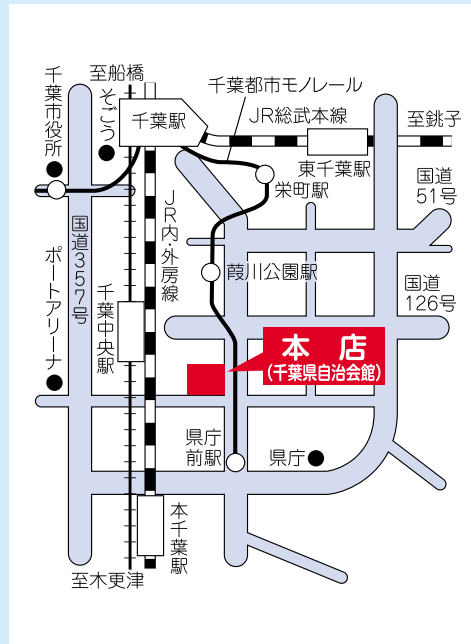 至船橋
千葉市役所
そごう
千葉駅
千葉都市モノレール
JR総武本線
至銚子
東千葉駅
栄町駅
国道
51号
JR内・外房線
国道357号
葭川公園駅
ポートアリーナ
千葉中央駅
国道
126号
本店
(千葉県自治会館)
県庁
前駅
県庁
本千葉駅
至木更津